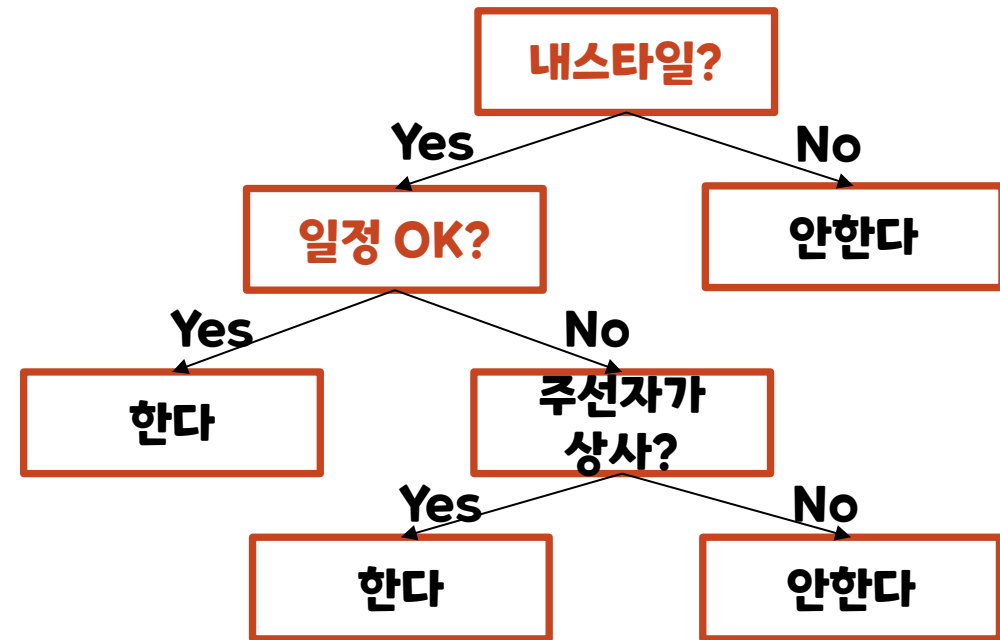 내스타일?
Yes
No
일정 OK?
안한다
Yes
No
한다
주선자가
상사?
Yes
No
한다
안한다